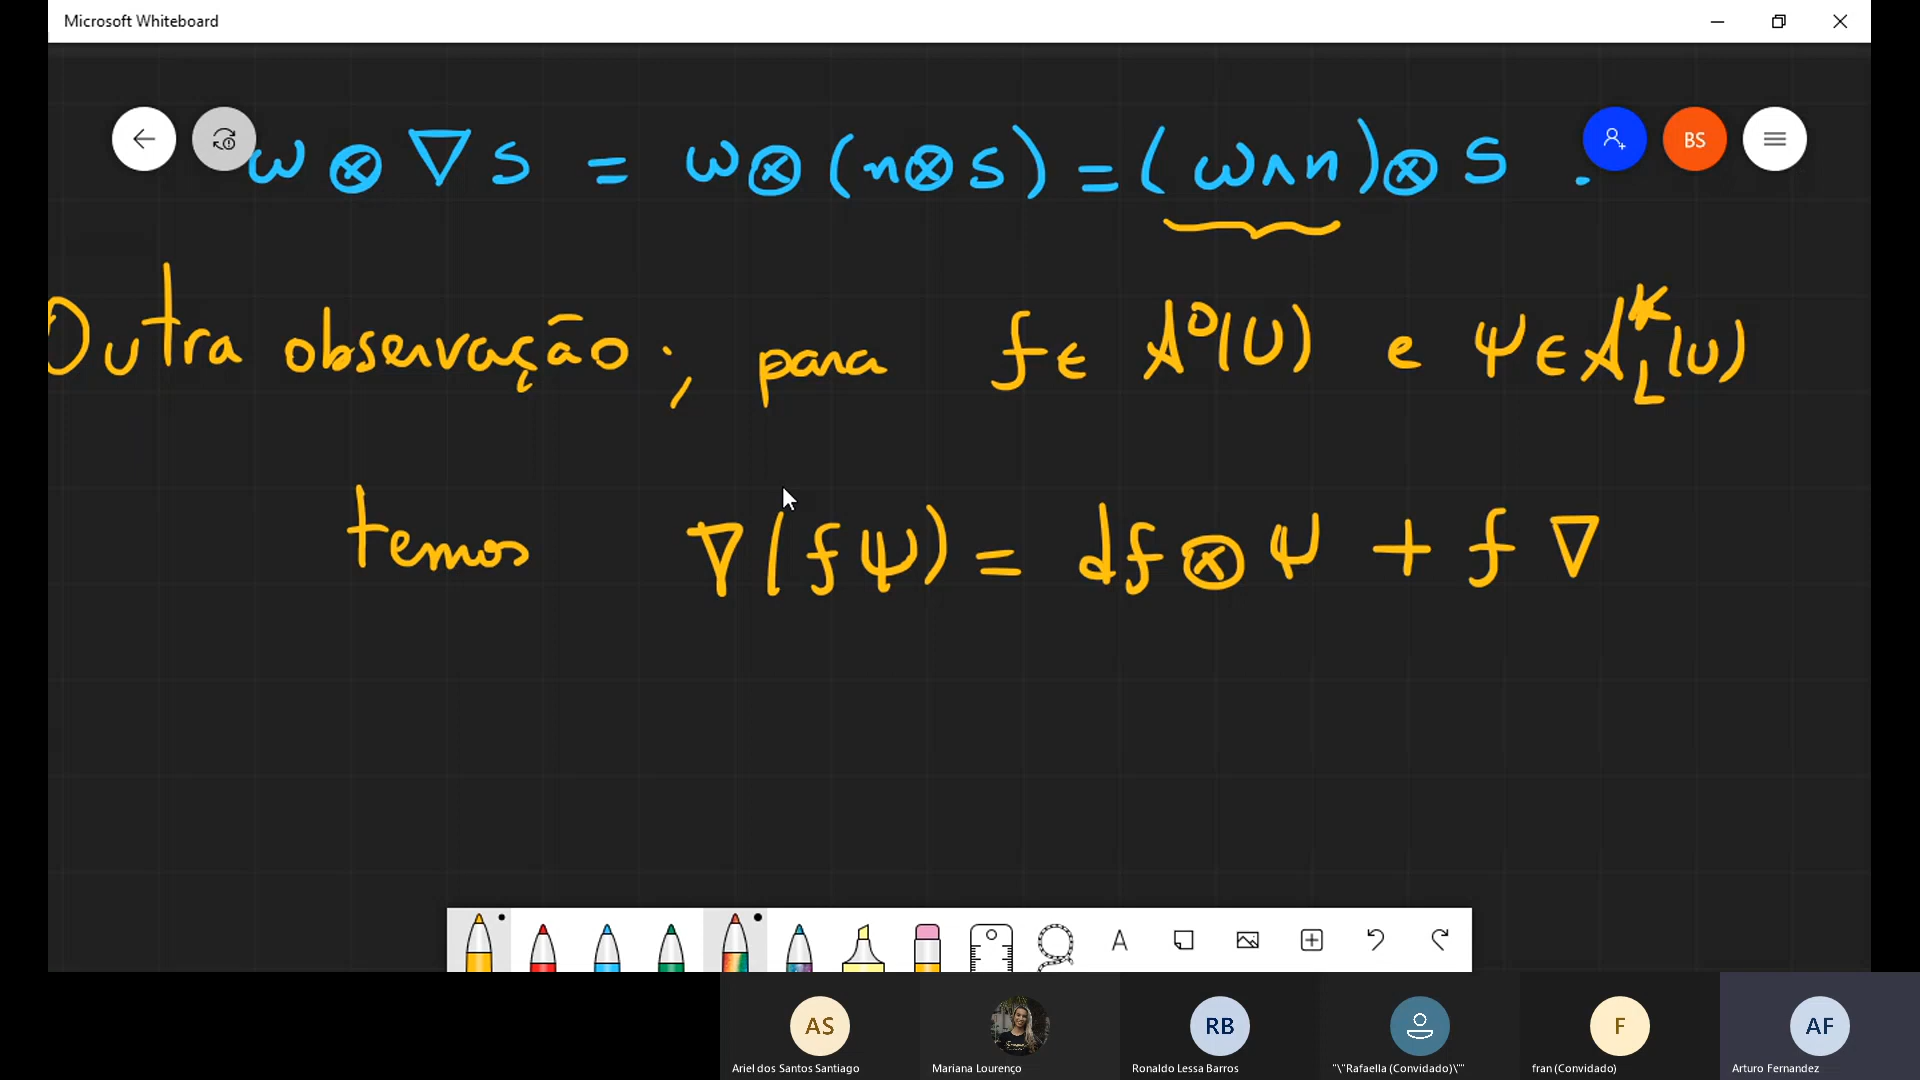 Microsoft Whiteboard
BS
ω ⊗ ∇ s = ω ⊗ (n ⊗ s) = (ω ∧ n) ⊗ s .
Outra observação ; para f ∈ A⁰(U) e Ψ ∈ A_L^K(U)
temos ∇(fΨ) = df ⊗ Ψ + f ∇
A
AS
RB
F
AF
Ariel dos Santos Santiago
Mariana Lourenço
Ronaldo Lessa Barros
"\"Rafaella (Convidado)\""
fran (Convidado)
Arturo Fernandez